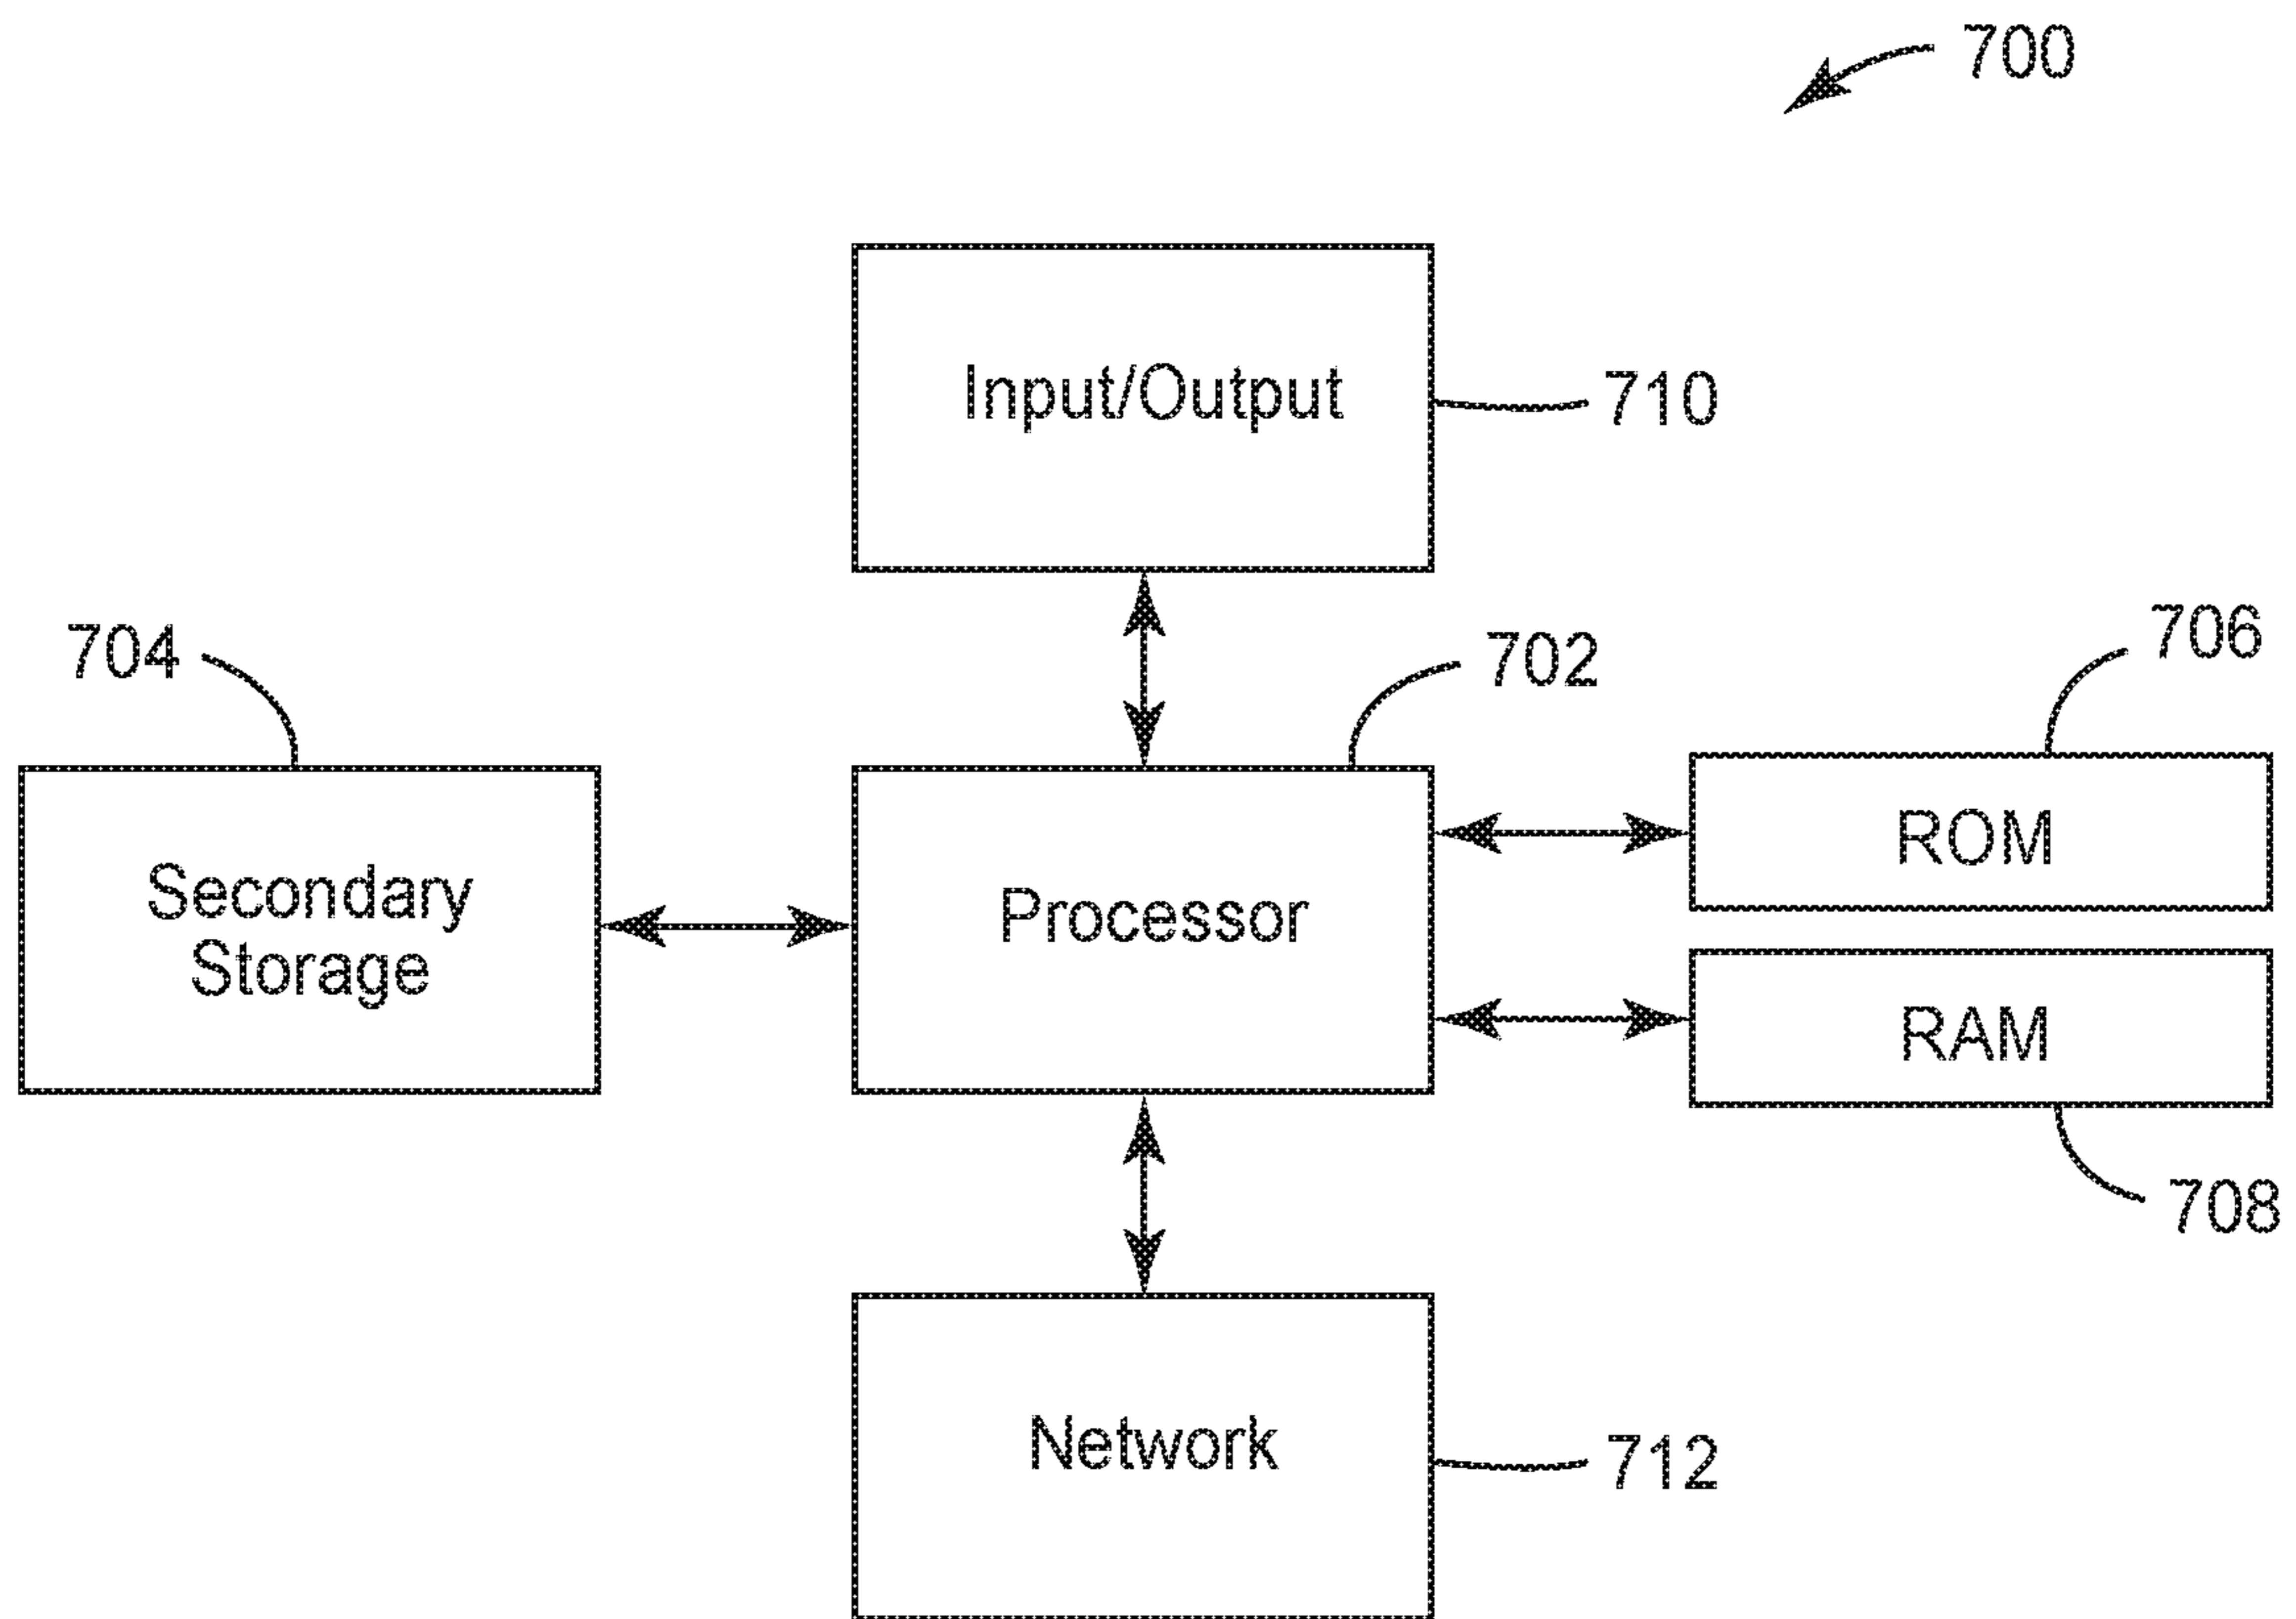 700
Input/Output
710
704
702
706
Secondary
Storage
Processor
ROM
RAM
708
Network
712